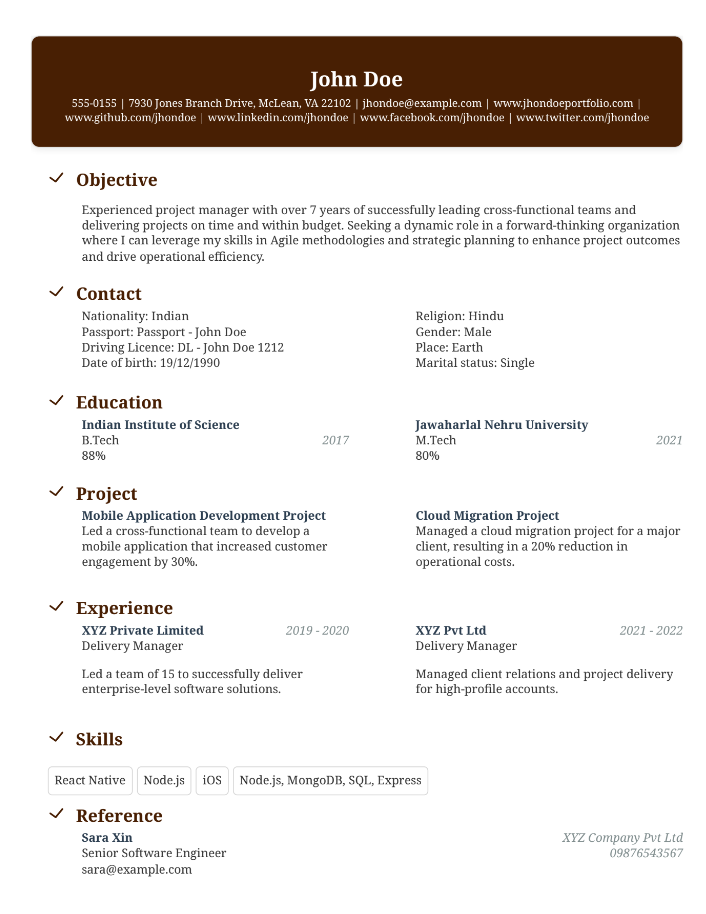 John Doe
555-0155 | 7930 Jones Branch Drive, McLean, VA 22102 | jhondoe@example.com | www.jhondoeportfolio.com |
www.github.com/jhondoe | www.linkedin.com/jhondoe | www.facebook.com/jhondoe | www.twitter.com/jhondoe
Objective
Experienced project manager with over 7 years of successfully leading cross-functional teams and
delivering projects on time and within budget. Seeking a dynamic role in a forward-thinking organization
where I can leverage my skills in Agile methodologies and strategic planning to enhance project outcomes
and drive operational efficiency.
Contact
Nationality: Indian
Passport: Passport - John Doe
Driving Licence: DL - John Doe 1212
Date of birth: 19/12/1990
Religion: Hindu
Gender: Male
Place: Earth
Marital status: Single
Education
Indian Institute of Science
B.Tech 2017
88%
Jawaharlal Nehru University
M.Tech 2021
80%
Project
Mobile Application Development Project
Led a cross-functional team to develop a
mobile application that increased customer
engagement by 30%.
Cloud Migration Project
Managed a cloud migration project for a major
client, resulting in a 20% reduction in
operational costs.
Experience
XYZ Private Limited 2019 - 2020
Delivery Manager
Led a team of 15 to successfully deliver
enterprise-level software solutions.
XYZ Pvt Ltd 2021 - 2022
Delivery Manager
Managed client relations and project delivery
for high-profile accounts.
Skills
React Native Node.js iOS Node.js, MongoDB, SQL, Express
Reference
Sara Xin XYZ Company Pvt Ltd
Senior Software Engineer 09876543567
sara@example.com